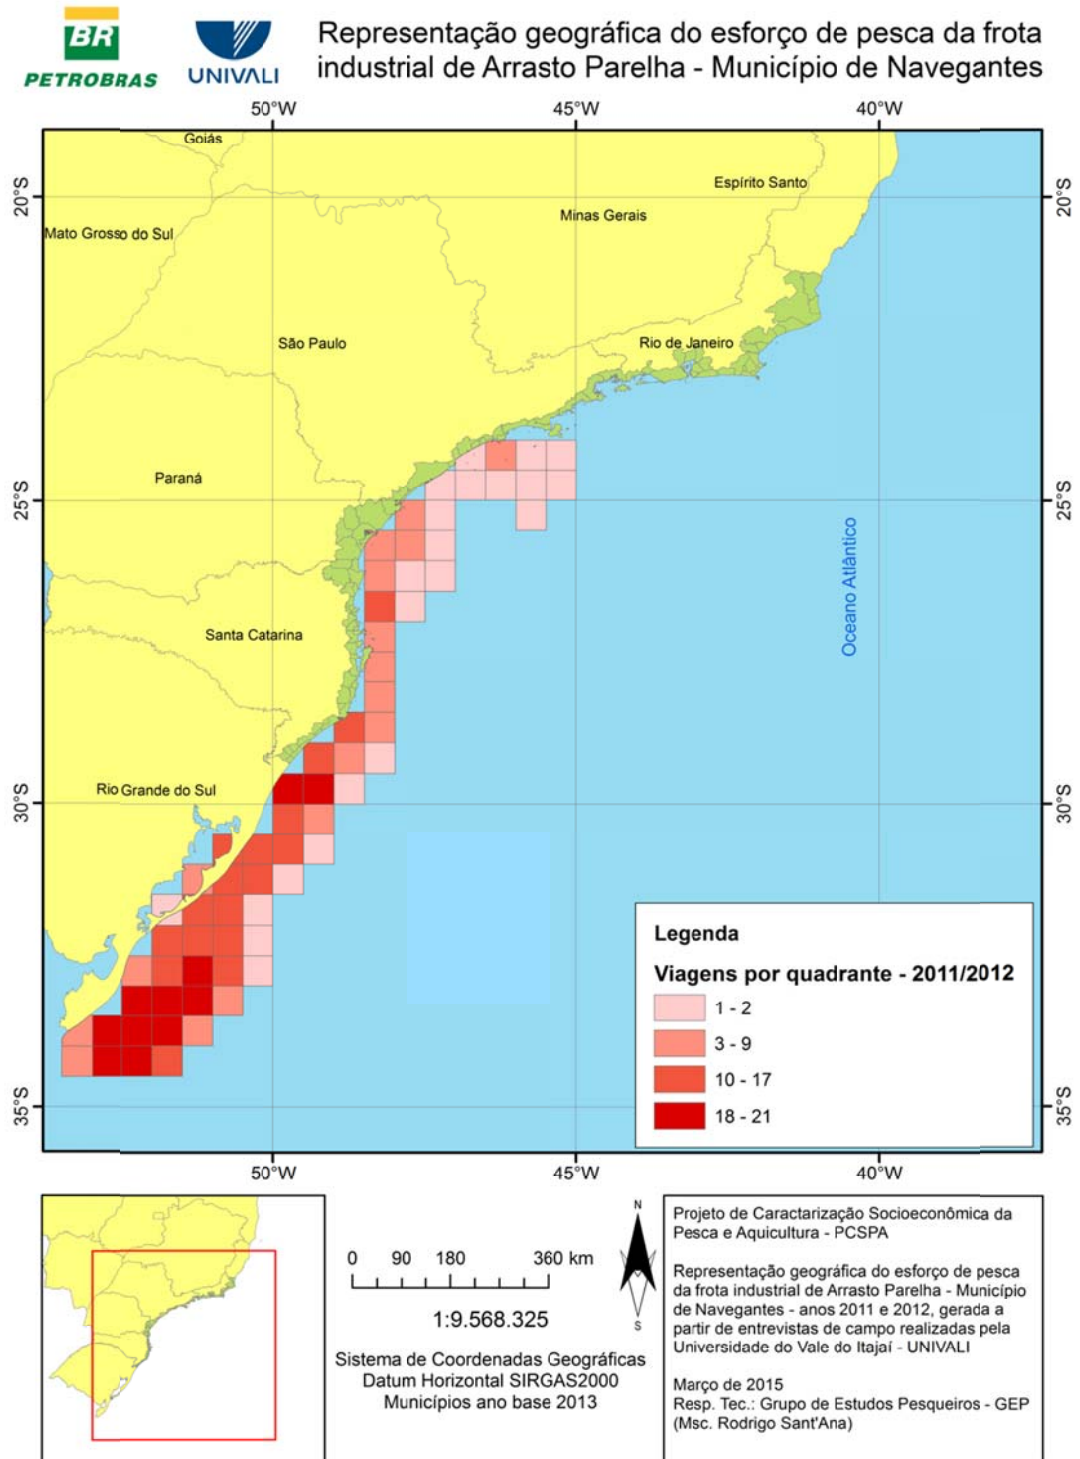 BR
PETROBRAS
UNIVALI
Representação geográfica do esforço de pesca da frota
industrial de Arrasto Parelha - Município de Navegantes
50°W 45°W 40°W
Goiás
Espírito Santo
20°S 20°S
Minas Gerais
Mato Grosso do Sul
São Paulo
Rio de Janeiro
Paraná
25°S 25°S
Oceano Atlântico
Santa Catarina
Rio Grande do Sul
30°S 30°S
Legenda
Viagens por quadrante - 2011/2012
1 - 2
3 - 9
10 - 17
18 - 21
35°S 35°S
50°W 45°W 40°W
0 90 180 360 km
1:9.568.325
Sistema de Coordenadas Geográficas
Datum Horizontal SIRGAS2000
Municípios ano base 2013
N
S
Projeto de Caractarização Socioeconômica da
Pesca e Aquicultura - PCSPA
Representação geográfica do esforço de pesca
da frota industrial de Arrasto Parelha - Município
de Navegantes - anos 2011 e 2012, gerada a
partir de entrevistas de campo realizadas pela
Universidade do Vale do Itajaí - UNIVALI
Março de 2015
Resp. Tec.: Grupo de Estudos Pesqueiros - GEP
(Msc. Rodrigo Sant'Ana)